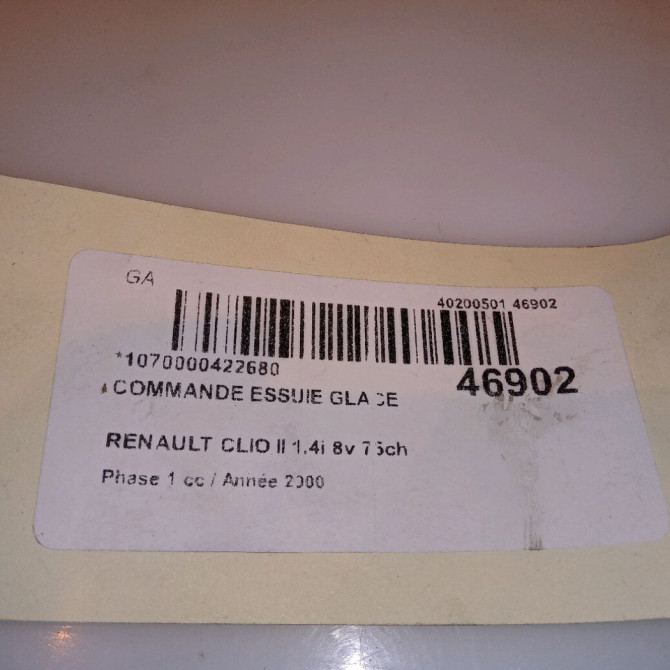 GA
40200501 46902
*1070000422680
46902
COMMANDE ESSUIE GLACE
RENAULT CLIO II 1.4i 8v 75ch
Phase 1 cc / Année 2000